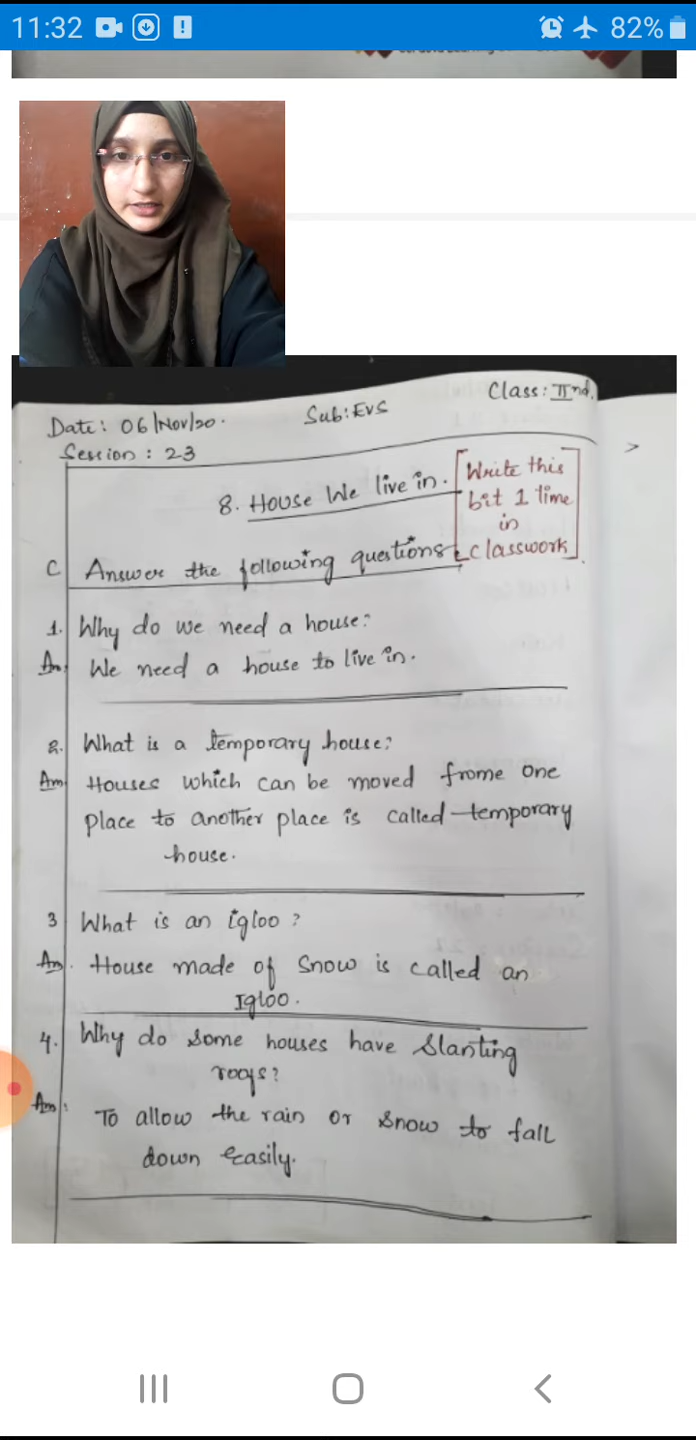 11:32
82%
Class: IInd.
Date: 06/Nov/20.
Sub: EVS
Session : 23
8. House We live in.
[Write this
bit 1 time
in
classwork]
C Answer the following questions:
1. Why do we need a house?
An: We need a house to live in.
2. What is a temporary house?
Ans Houses which can be moved frome one
place to another place is called temporary
house.
3 What is an igloo?
An. House made of snow is called an
Igloo.
4. Why do some houses have slanting
roofs?
Ans: To allow the rain or snow to fall
down easily.